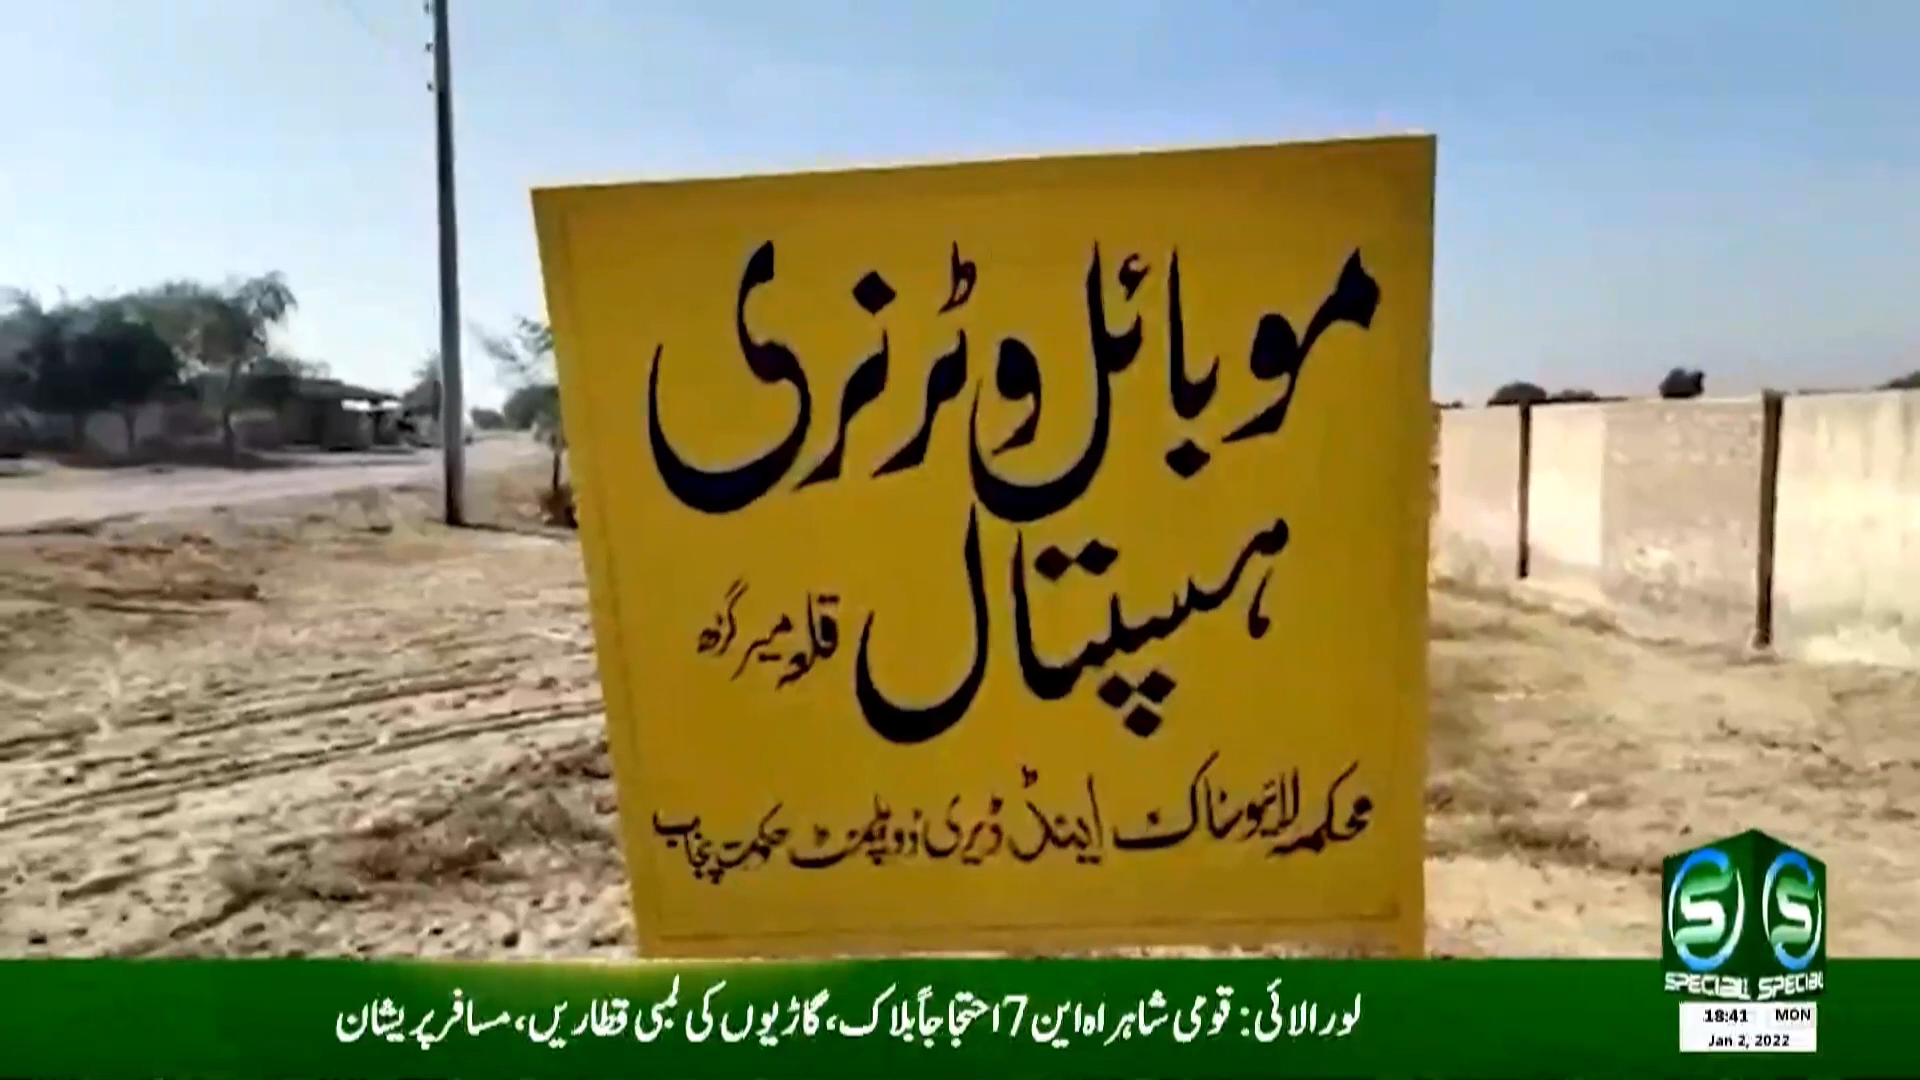 موبائل وٹرنری
ہسپتال قلعہ میر گڑھ
محکمہ لائیوسٹاک اینڈ ڈیری ڈویلپمنٹ حکومت پنجاب
لورالائی: قومی شاہراہ این 7 احتجاجاً بلاک، گاڑیوں کی لمبی قطاریں، مسافر پریشان
SPECIAL SPECIAL
18:41 MON
Jan 2, 2022